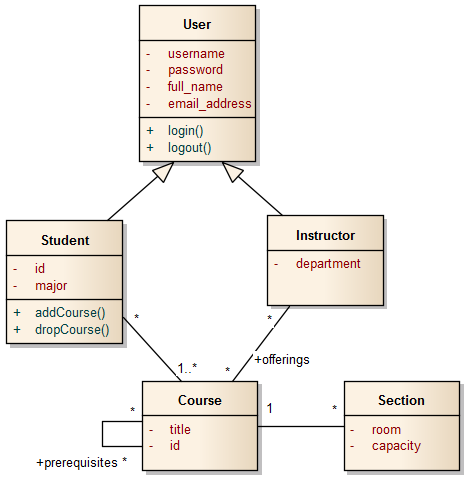 User
- username
- password
- full_name
- email_address
+ login()
+ logout()
Student
- id
- major
+ addCourse()
+ dropCourse()
Instructor
- department
*
*
+offerings
1..*
*
Course
- title
- id
*
+prerequisites *
1
*
Section
- room
- capacity